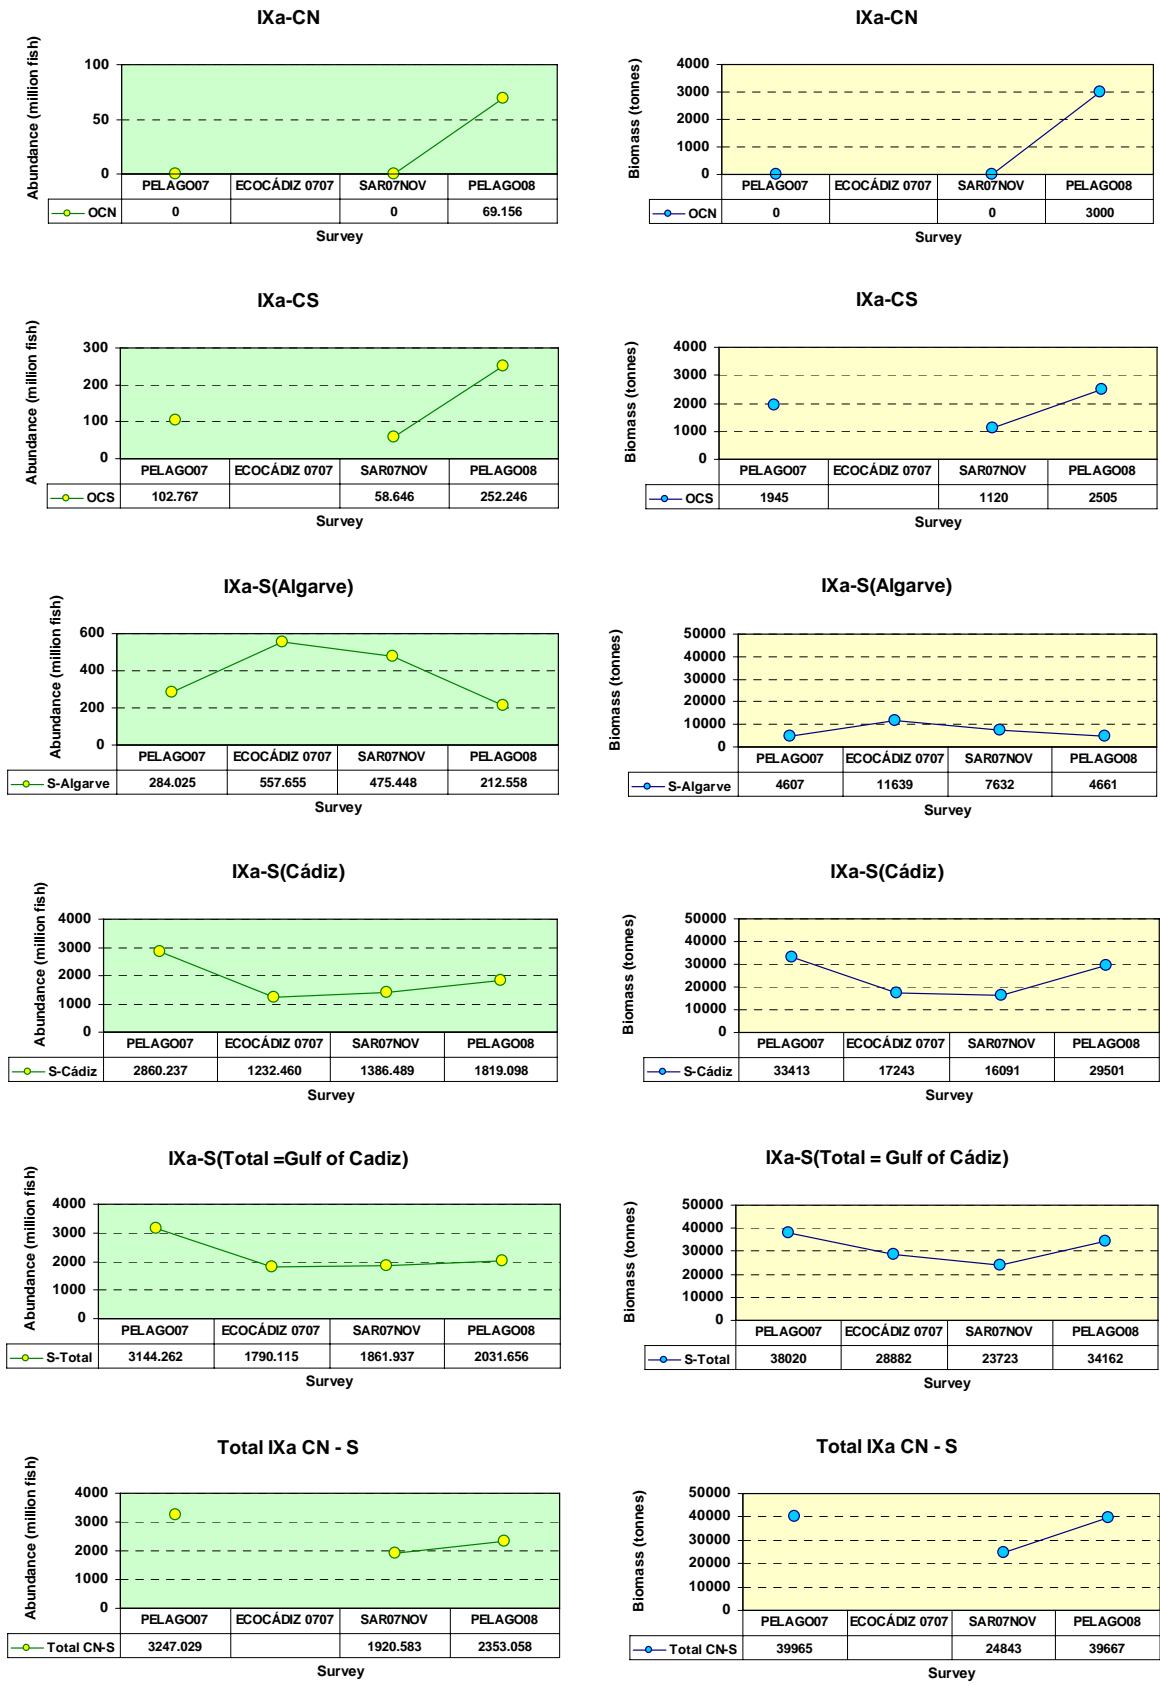 IXa-CN
Abundance (million fish)
100
50
0
PELAGO07 ECOCÁDIZ 0707 SAR07NOV PELAGO08
OCN 0 0 69.156
Survey
IXa-CN
Biomass (tonnes)
4000
3000
2000
1000
0
PELAGO07 ECOCÁDIZ 0707 SAR07NOV PELAGO08
OCN 0 0 3000
Survey
IXa-CS
Abundance (million fish)
300
200
100
0
PELAGO07 ECOCÁDIZ 0707 SAR07NOV PELAGO08
OCS 102.767 58.646 252.246
Survey
IXa-CS
Biomass (tonnes)
4000
3000
2000
1000
0
PELAGO07 ECOCÁDIZ 0707 SAR07NOV PELAGO08
OCS 1945 1120 2505
Survey
IXa-S(Algarve)
Abundance (million fish)
600
400
200
0
PELAGO07 ECOCÁDIZ 0707 SAR07NOV PELAGO08
S-Algarve 284.025 557.655 475.448 212.558
Survey
IXa-S(Algarve)
Biomass (tonnes)
50000
40000
30000
20000
10000
0
PELAGO07 ECOCÁDIZ 0707 SAR07NOV PELAGO08
S-Algarve 4607 11639 7632 4661
Survey
IXa-S(Cádiz)
Abundance (million fish)
4000
3000
2000
1000
0
PELAGO07 ECOCÁDIZ 0707 SAR07NOV PELAGO08
S-Cádiz 2860.237 1232.460 1386.489 1819.098
Survey
IXa-S(Cádiz)
Biomass (tonnes)
50000
40000
30000
20000
10000
0
PELAGO07 ECOCÁDIZ 0707 SAR07NOV PELAGO08
S-Cádiz 33413 17243 16091 29501
Survey
IXa-S(Total =Gulf of Cadiz)
Abundance (million fish)
4000
3000
2000
1000
0
PELAGO07 ECOCÁDIZ 0707 SAR07NOV PELAGO08
S-Total 3144.262 1790.115 1861.937 2031.656
Survey
IXa-S(Total = Gulf of Cádiz)
Biomass (tonnes)
50000
40000
30000
20000
10000
0
PELAGO07 ECOCÁDIZ 0707 SAR07NOV PELAGO08
S-Total 38020 28882 23723 34162
Survey
Total IXa CN - S
Abundance (million fish)
4000
3000
2000
1000
0
PELAGO07 ECOCÁDIZ 0707 SAR07NOV PELAGO08
Total CN-S 3247.029 1920.583 2353.058
Survey
Total IXa CN - S
Biomass (tonnes)
50000
40000
30000
20000
10000
0
PELAGO07 ECOCÁDIZ 0707 SAR07NOV PELAGO08
Total CN-S 39965 24843 39667
Survey